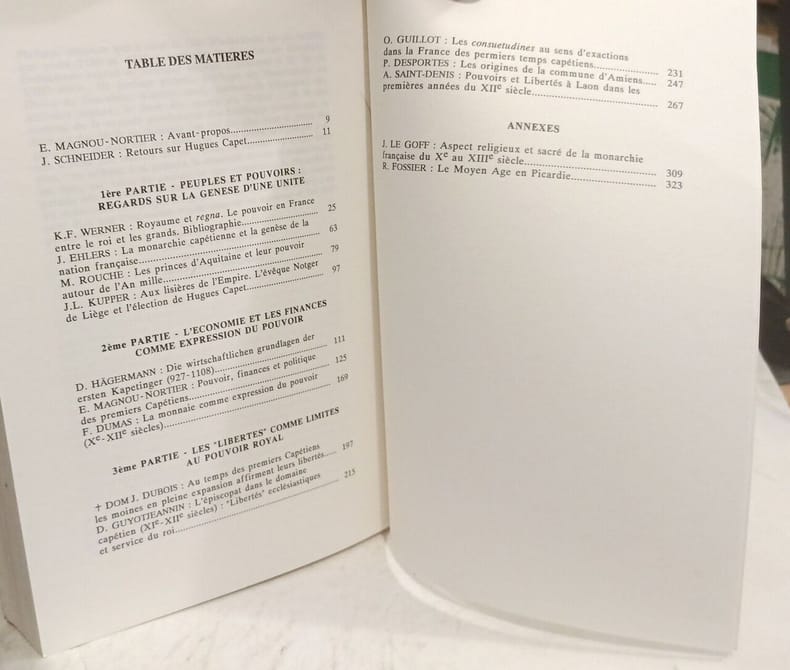 TABLE DES MATIERES
E. MAGNOU-NORTIER : Avant-propos..................... 9
J. SCHNEIDER : Retours sur Hugues Capet................ 11
1ère PARTIE - PEUPLES ET POUVOIRS :
REGARDS SUR LA GENESE D'UNE UNITE
K.F. WERNER : Royaume et regna. Le pouvoir en France
entre le roi et les grands. Bibliographie.................. 25
J. EHLERS : La monarchie capétienne et la genèse de la
nation française........................................ 63
M. ROUCHE : Les princes d'Aquitaine et leur pouvoir
autour de l'An mille.................................... 79
J.L. KUPPER : Aux lisières de l'Empire. L'évêque Notger
de Liège et l'élection de Hugues Capet.................. 97
2ème PARTIE - L'ECONOMIE ET LES FINANCES
COMME EXPRESSION DU POUVOIR
D. HÄGERMANN : Die wirtschaftlichen grundlagen der
ersten Kapetinger (927-1108)........................... 111
E. MAGNOU-NORTIER : Pouvoir, finances et politique
des premiers Capétiens................................. 125
F. DUMAS : La monnaie comme expression du pouvoir
(Xe-XIIe siècles)....................................... 169
3ème PARTIE - LES "LIBERTES" COMME LIMITES
AU POUVOIR ROYAL
† DOM J. DUBOIS : Au temps des premiers Capétiens
les moines en pleine expansion affirment leurs libertés..... 197
D. GUYOTJEANNIN : L'épiscopat dans le domaine
capétien (XIe-XIIe siècles) : "Libertés" ecclésiastiques
et service du roi....................................... 215
O. GUILLOT : Les consuetudines au sens d'exactions
dans la France des permiers temps capétiens................ 231
P. DESPORTES : Les origines de la commune d'Amiens..... 247
A. SAINT-DENIS : Pouvoirs et Libertés à Laon dans les
premières années du XIIe siècle.......................... 267
ANNEXES
J. LE GOFF : Aspect religieux et sacré de la monarchie
française du Xe au XIIIe siècle.......................... 309
R. FOSSIER : Le Moyen Age en Picardie................... 323